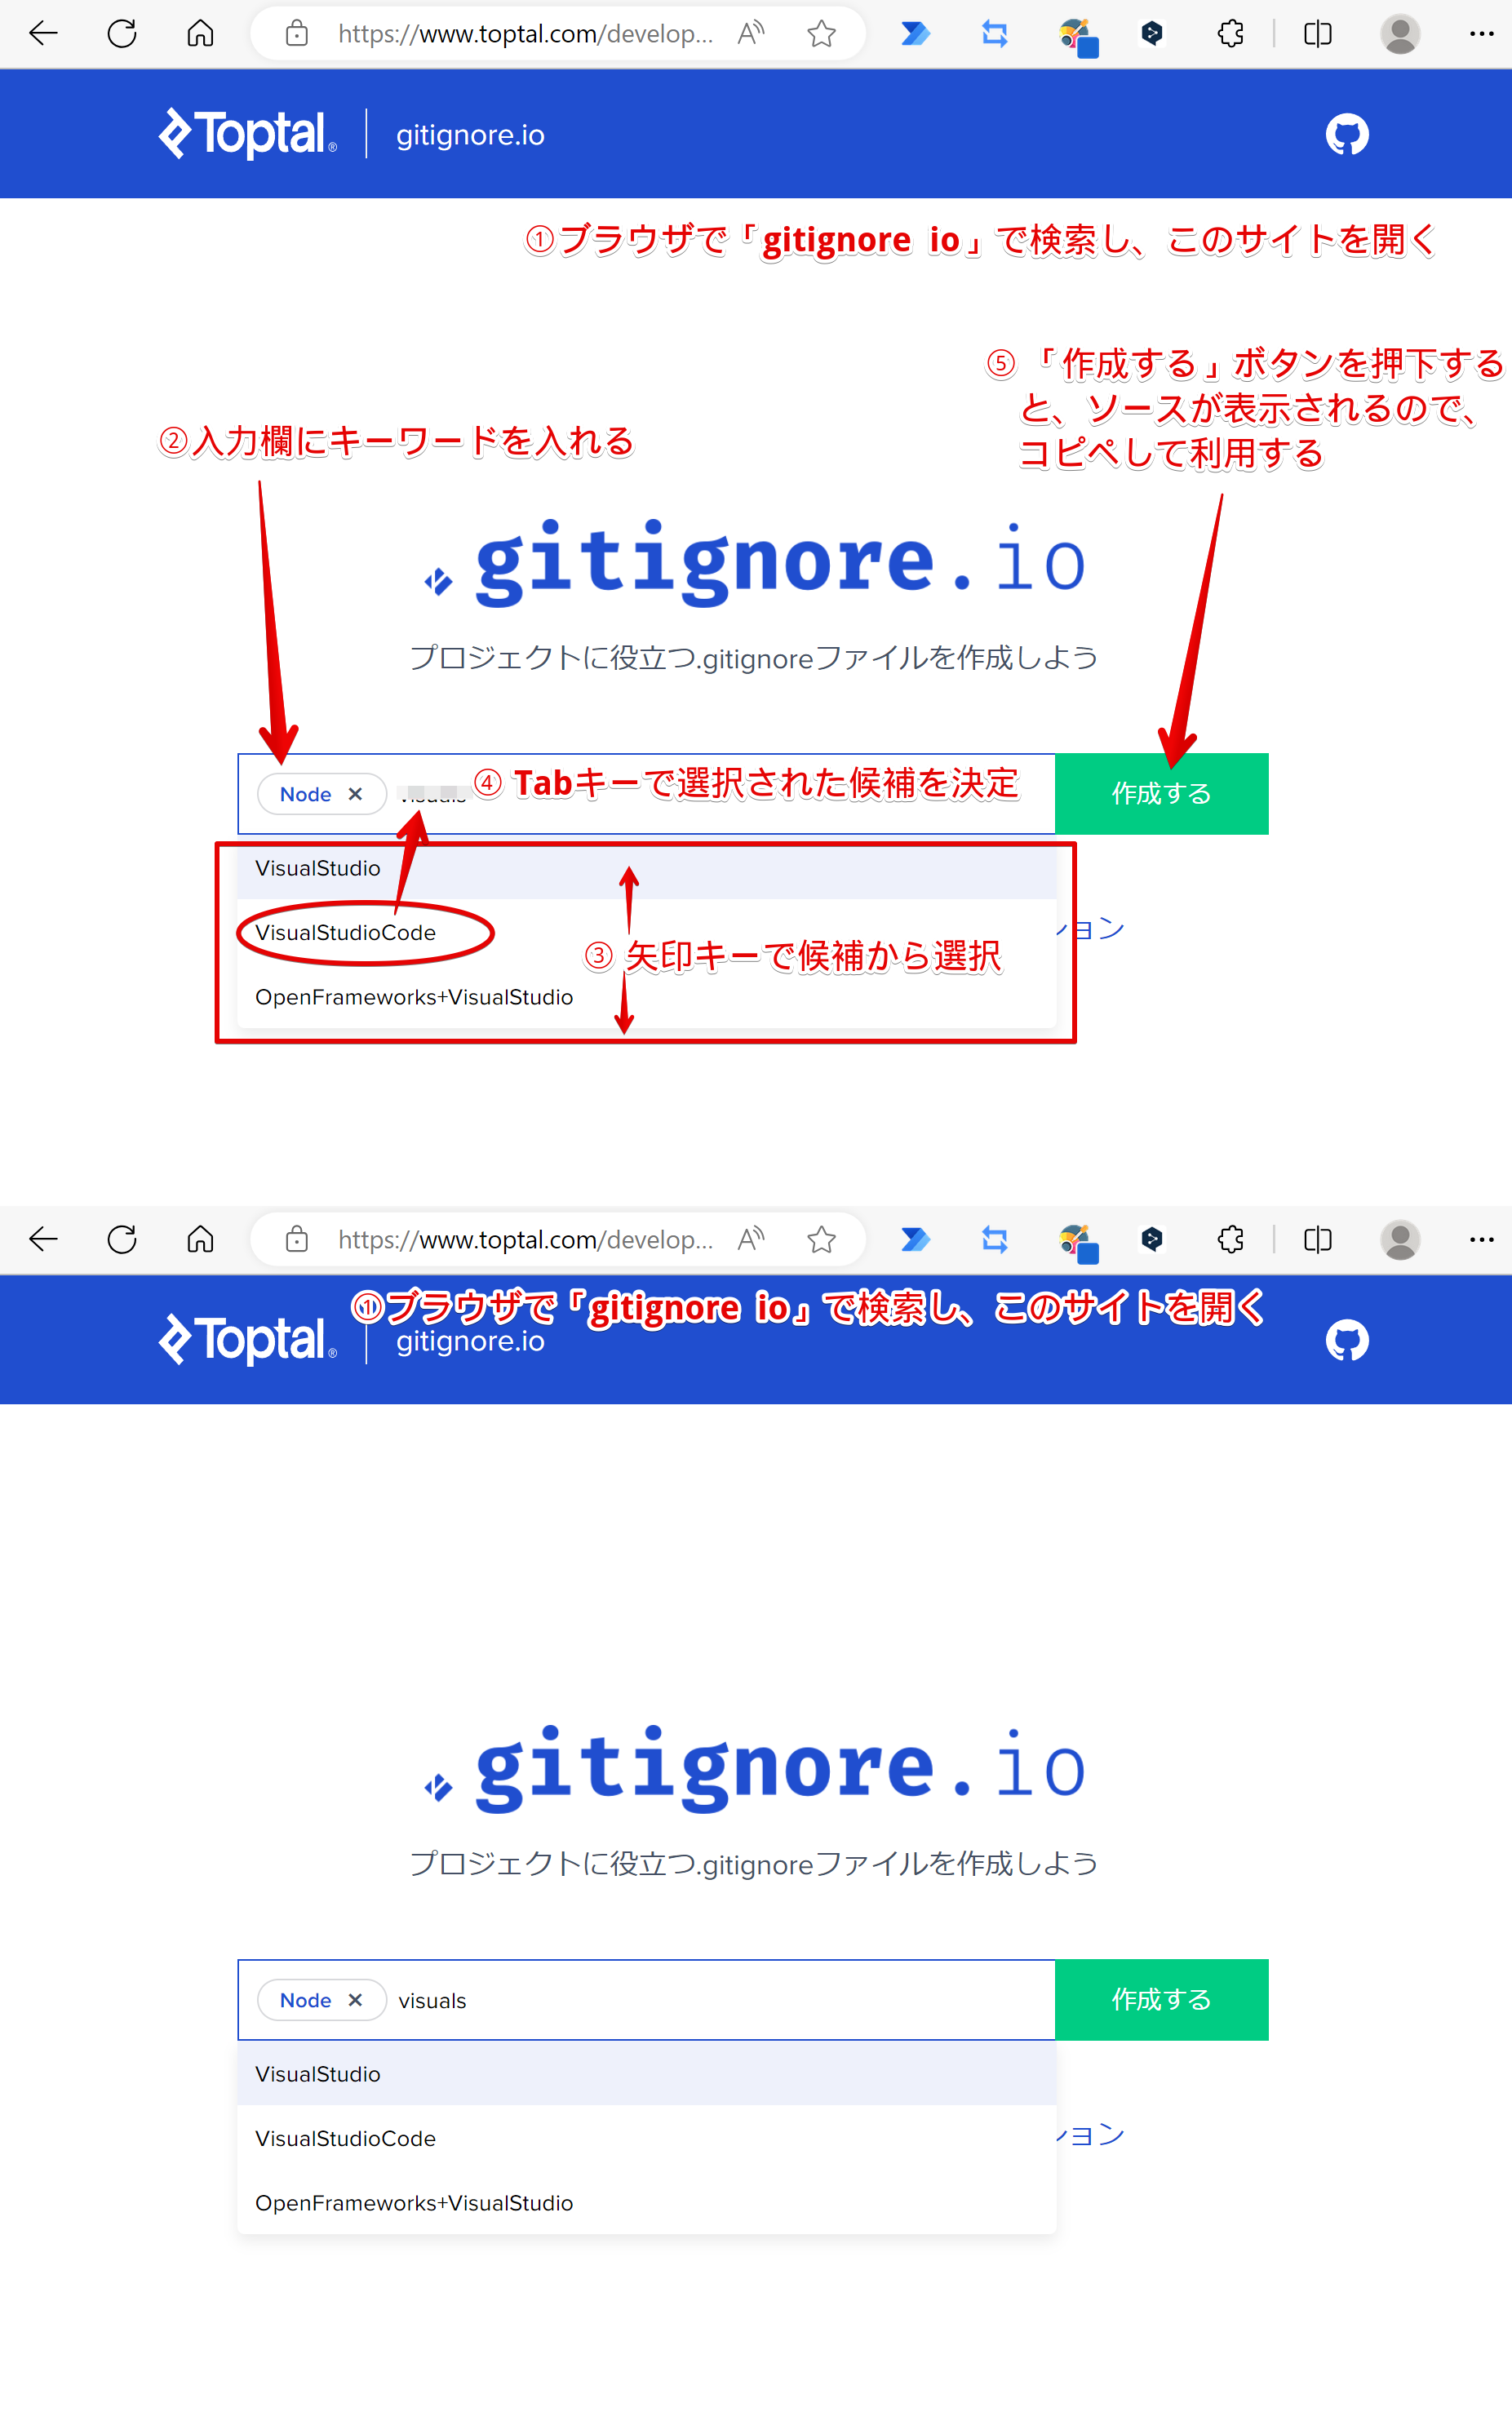 https://www.toptal.com/develop...
Toptal® gitignore.io
①ブラウザで「gitignore io」で検索し、このサイトを開く
⑤「作成する」ボタンを押下する
と、ソースが表示されるので、
コピペして利用する
②入力欄にキーワードを入れる
gitignore.io
プロジェクトに役立つ.gitignoreファイルを作成しよう
Node × visuals ④ Tabキーで選択された候補を決定 作成する
VisualStudio
VisualStudioCode
ション
③ 矢印キーで候補から選択
OpenFrameworks+VisualStudio
https://www.toptal.com/develop...
①ブラウザで「gitignore io」で検索し、このサイトを開く
Toptal® gitignore.io
gitignore.io
プロジェクトに役立つ.gitignoreファイルを作成しよう
Node × visuals 作成する
VisualStudio
VisualStudioCode
ション
OpenFrameworks+VisualStudio